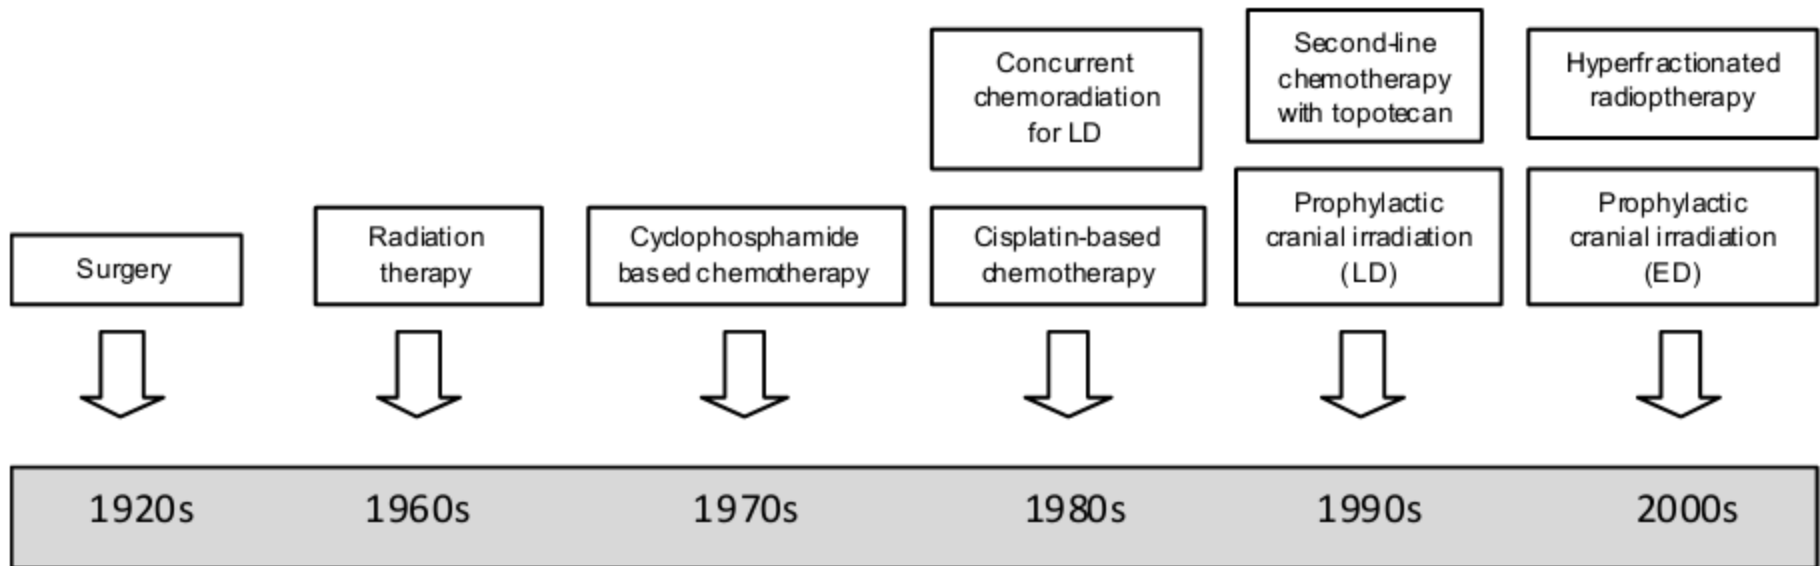 Concurrent
chemoradiation
for LD
Second-line
chemotherapy
with topotecan
Hyperfractionated
radioptherapy
Surgery
Radiation
therapy
Cyclophosphamide
based chemotherapy
Cisplatin-based
chemotherapy
Prophylactic
cranial irradiation
(LD)
Prophylactic
cranial irradiation
(ED)
1920s
1960s
1970s
1980s
1990s
2000s